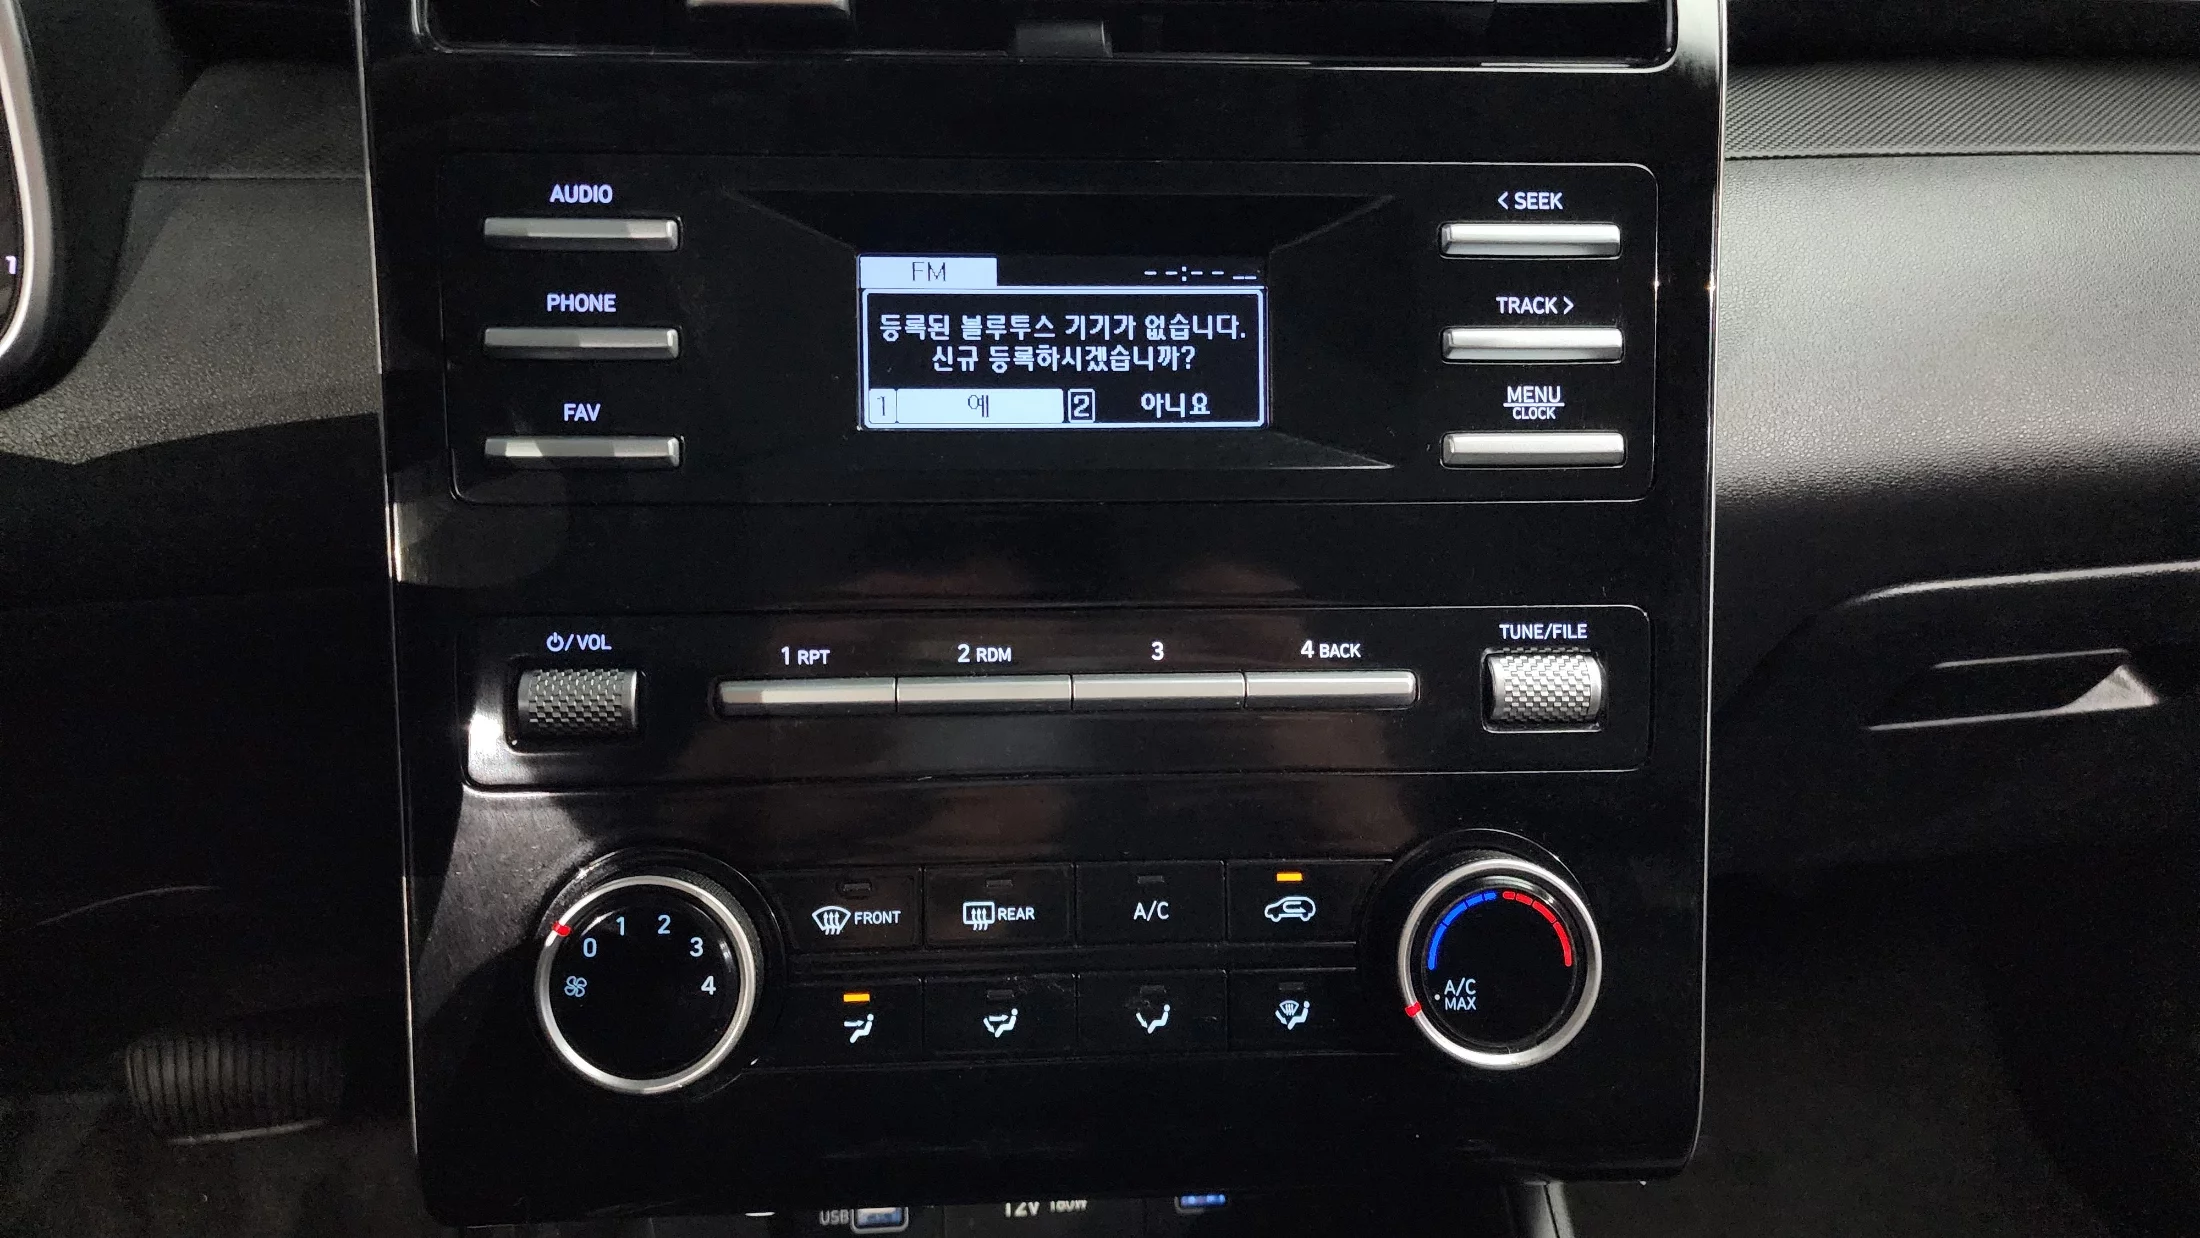 AUDIO
< SEEK
FM --:-- --
PHONE
TRACK >
등록된 블루투스 기기가 없습니다.
신규 등록하시겠습니까?
1 예 2 아니요
FAV
MENU
CLOCK
⏻/VOL
1 RPT
2 RDM
3
4 BACK
TUNE/FILE
0 1 2 3 4
FRONT
REAR
A/C
A/C
MAX
USB
12V 180W
1